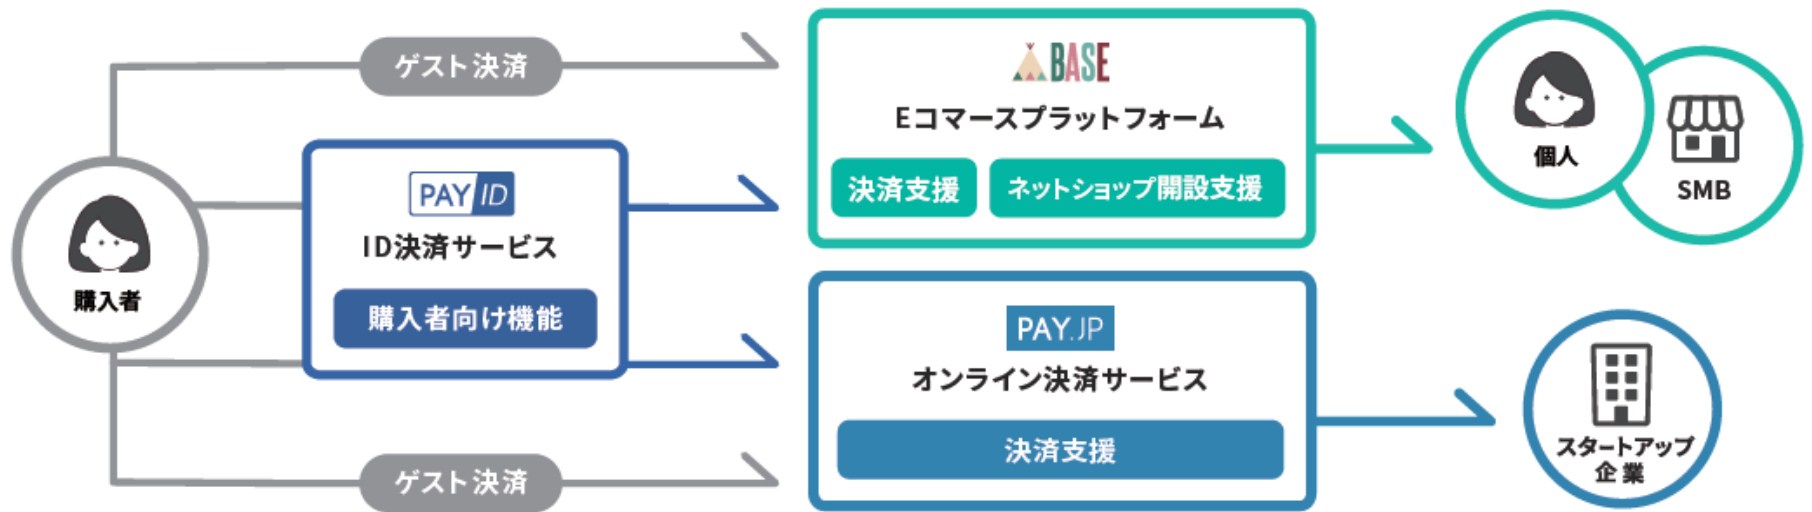 ゲスト決済
購入者
PAY ID
ID決済サービス
購入者向け機能
ゲスト決済
BASE
Eコマースプラットフォーム
決済支援
ネットショップ開設支援
PAY.JP
オンライン決済サービス
決済支援
個人
SMB
スタートアップ
企業